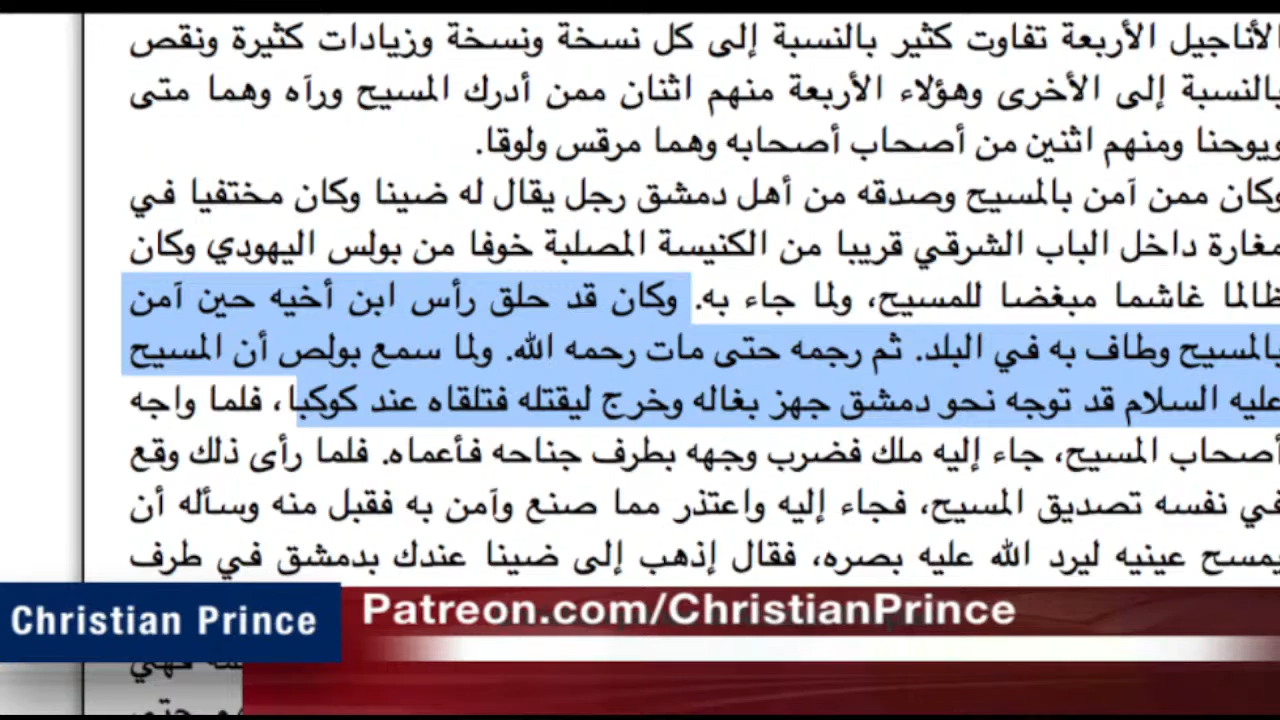 الأناجيل الأربعة تفاوت كثير بالنسبة إلى كل نسخة ونسخة وزيادات كثيرة ونقص
بالنسبة إلى الأخرى وهؤلاء الأربعة منهم اثنان ممن أدرك المسيح ورآه وهما متى
ويوحنا ومنهم اثنين من أصحاب أصحابه وهما مرقس ولوقا.
وكان ممن آمن بالمسيح وصدقه من أهل دمشق رجل يقال له ضينا وكان مختفيا في
مغارة داخل الباب الشرقي قريبا من الكنيسة المصلبة خوفا من بولس اليهودي وكان
ظالما غاشما مبغضا للمسيح، ولما جاء به. وكان قد حلق رأس ابن أخيه حين آمن
بالمسيح وطاف به في البلد. ثم رجمه حتى مات رحمه الله. ولما سمع بولص أن المسيح
عليه السلام قد توجه نحو دمشق جهز بغاله وخرج ليقتله فتلقاه عند كوكبا، فلما واجه
أصحاب المسيح، جاء إليه ملك فضرب وجهه بطرف جناحه فأعماه. فلما رأى ذلك وقع
في نفسه تصديق المسيح، فجاء إليه واعتذر مما صنع وآمن به فقبل منه وسأله أن
يمسح عينيه ليرد الله عليه بصره، فقال إذهب إلى ضينا عندك بدمشق في طرف
Christian Prince
Patreon.com/ChristianPrince